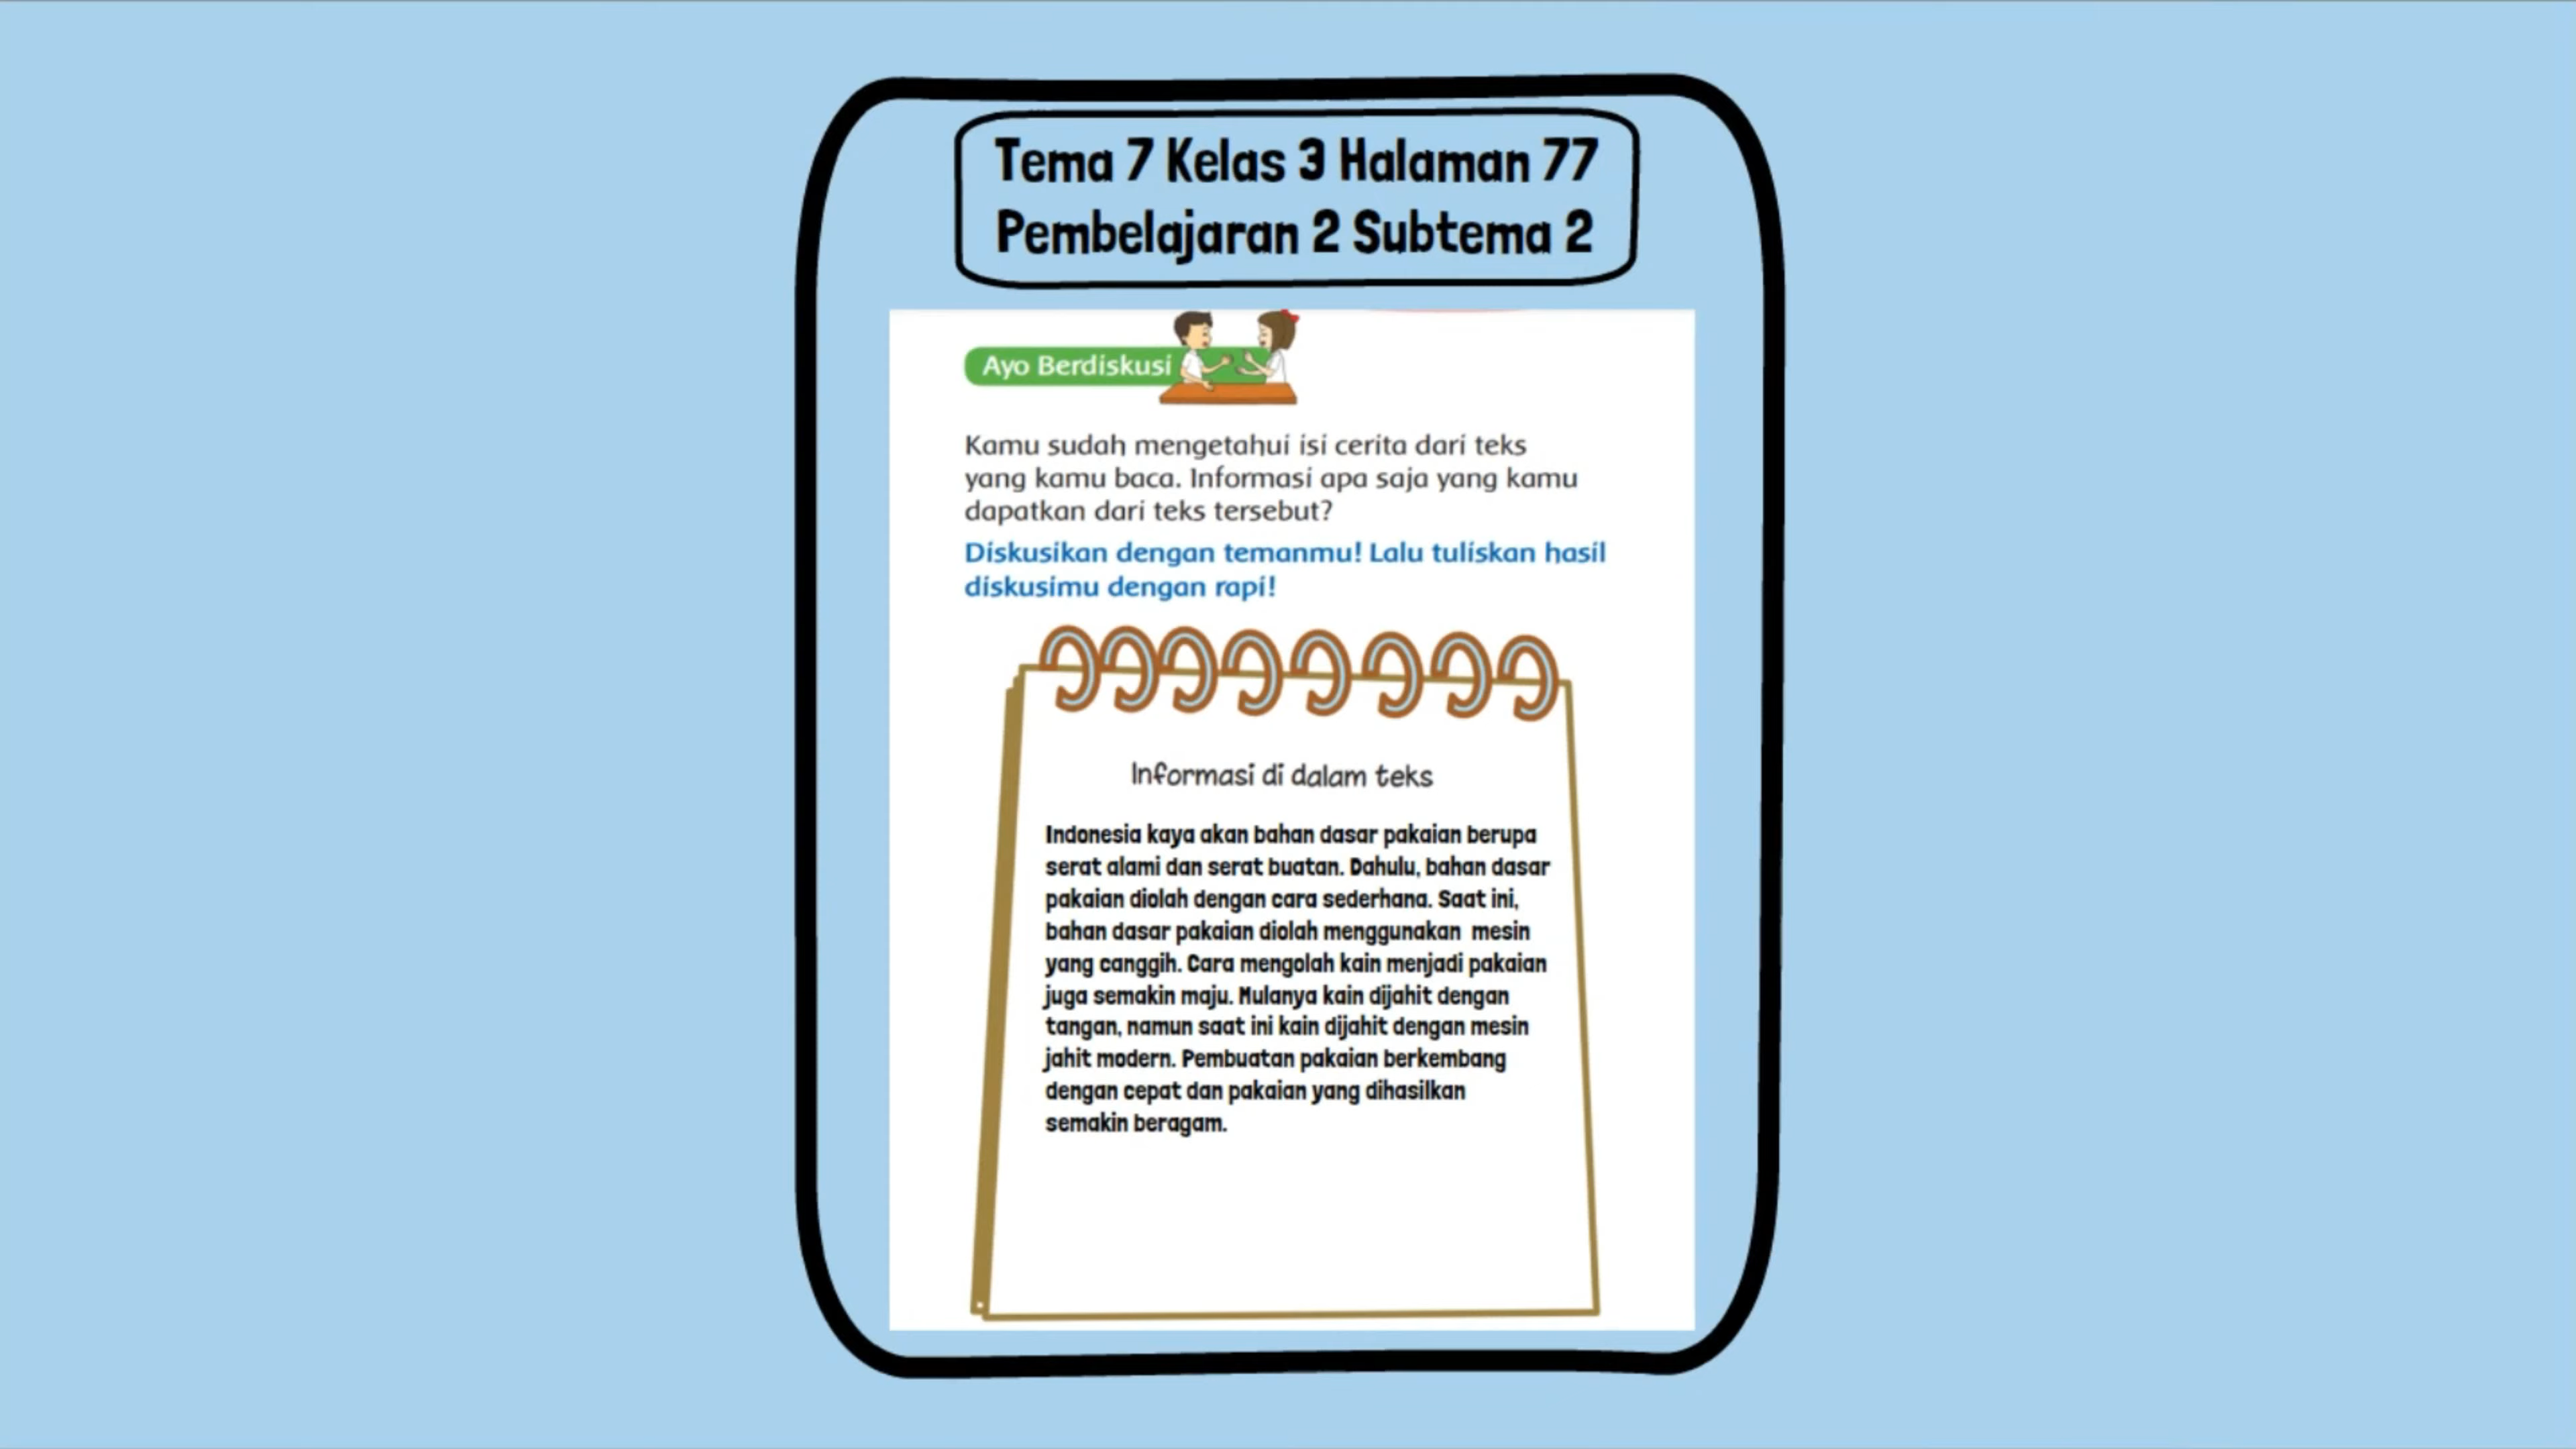 Tema 7 Kelas 3 Halaman 77
Pembelajaran 2 Subtema 2
Ayo Berdiskusi
Kamu sudah mengetahui isi cerita dari teks
yang kamu baca. Informasi apa saja yang kamu
dapatkan dari teks tersebut?
Diskusikan dengan temanmu! Lalu tuliskan hasil
diskusimu dengan rapi!
Informasi di dalam teks
Indonesia kaya akan bahan dasar pakaian berupa
serat alami dan serat buatan. Dahulu, bahan dasar
pakaian diolah dengan cara sederhana. Saat ini,
bahan dasar pakaian diolah menggunakan mesin
yang canggih. Cara mengolah kain menjadi pakaian
juga semakin maju. Mulanya kain dijahit dengan
tangan, namun saat ini kain dijahit dengan mesin
jahit modern. Pembuatan pakaian berkembang
dengan cepat dan pakaian yang dihasilkan
semakin beragam.